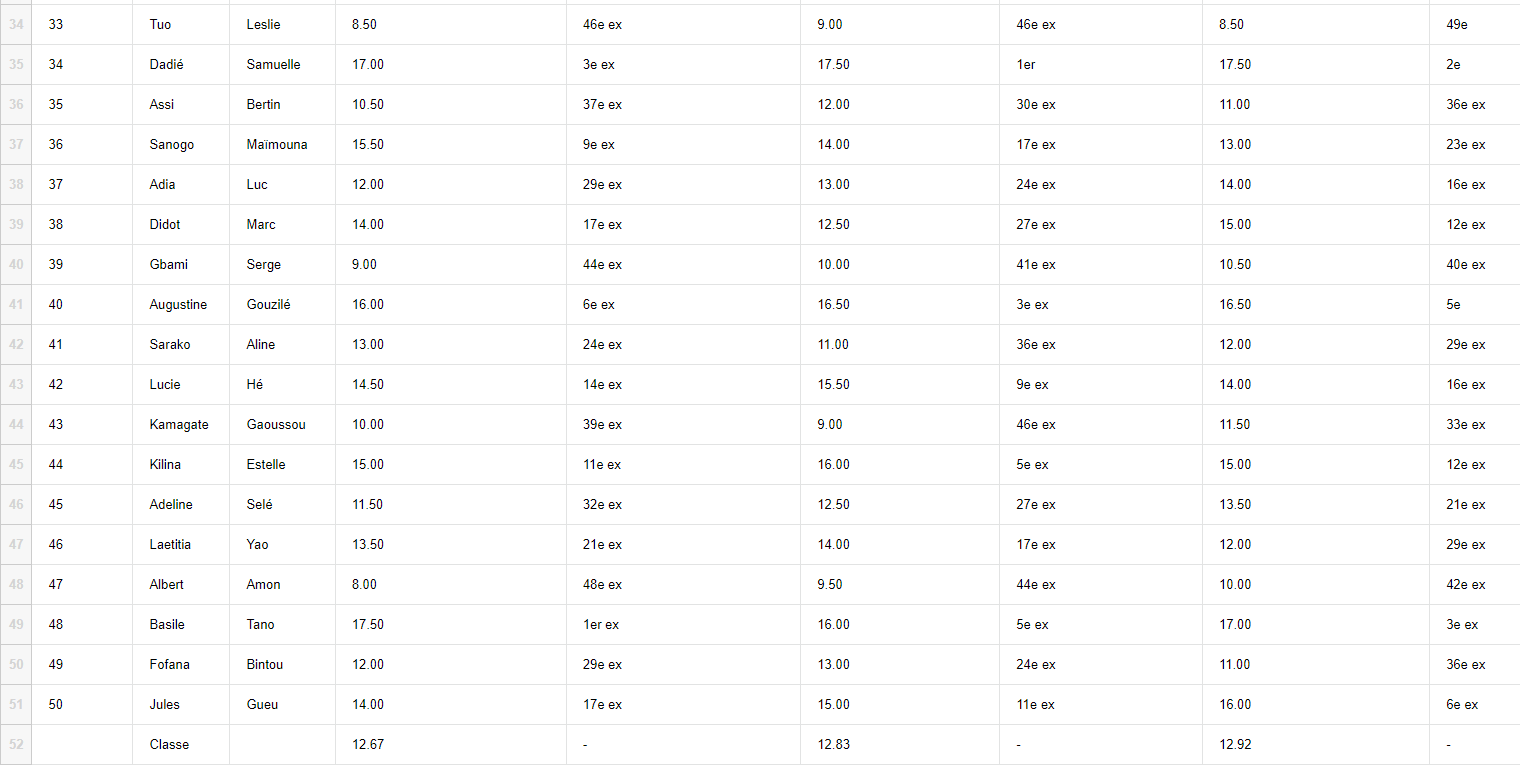 34 33 Tuo Leslie 8.50 46e ex 9.00 46e ex 8.50 49e
35 34 Dadié Samuelle 17.00 3e ex 17.50 1er 17.50 2e
36 35 Assi Bertin 10.50 37e ex 12.00 30e ex 11.00 36e ex
37 36 Sanogo Maïmouna 15.50 9e ex 14.00 17e ex 13.00 23e ex
38 37 Adia Luc 12.00 29e ex 13.00 24e ex 14.00 16e ex
39 38 Didot Marc 14.00 17e ex 12.50 27e ex 15.00 12e ex
40 39 Gbami Serge 9.00 44e ex 10.00 41e ex 10.50 40e ex
41 40 Augustine Gouzilé 16.00 6e ex 16.50 3e ex 16.50 5e
42 41 Sarako Aline 13.00 24e ex 11.00 36e ex 12.00 29e ex
43 42 Lucie Hé 14.50 14e ex 15.50 9e ex 14.00 16e ex
44 43 Kamagate Gaoussou 10.00 39e ex 9.00 46e ex 11.50 33e ex
45 44 Kilina Estelle 15.00 11e ex 16.00 5e ex 15.00 12e ex
46 45 Adeline Selé 11.50 32e ex 12.50 27e ex 13.50 21e ex
47 46 Laetitia Yao 13.50 21e ex 14.00 17e ex 12.00 29e ex
48 47 Albert Amon 8.00 48e ex 9.50 44e ex 10.00 42e ex
49 48 Basile Tano 17.50 1er ex 16.00 5e ex 17.00 3e ex
50 49 Fofana Bintou 12.00 29e ex 13.00 24e ex 11.00 36e ex
51 50 Jules Gueu 14.00 17e ex 15.00 11e ex 16.00 6e ex
52 Classe 12.67 - 12.83 - 12.92 -